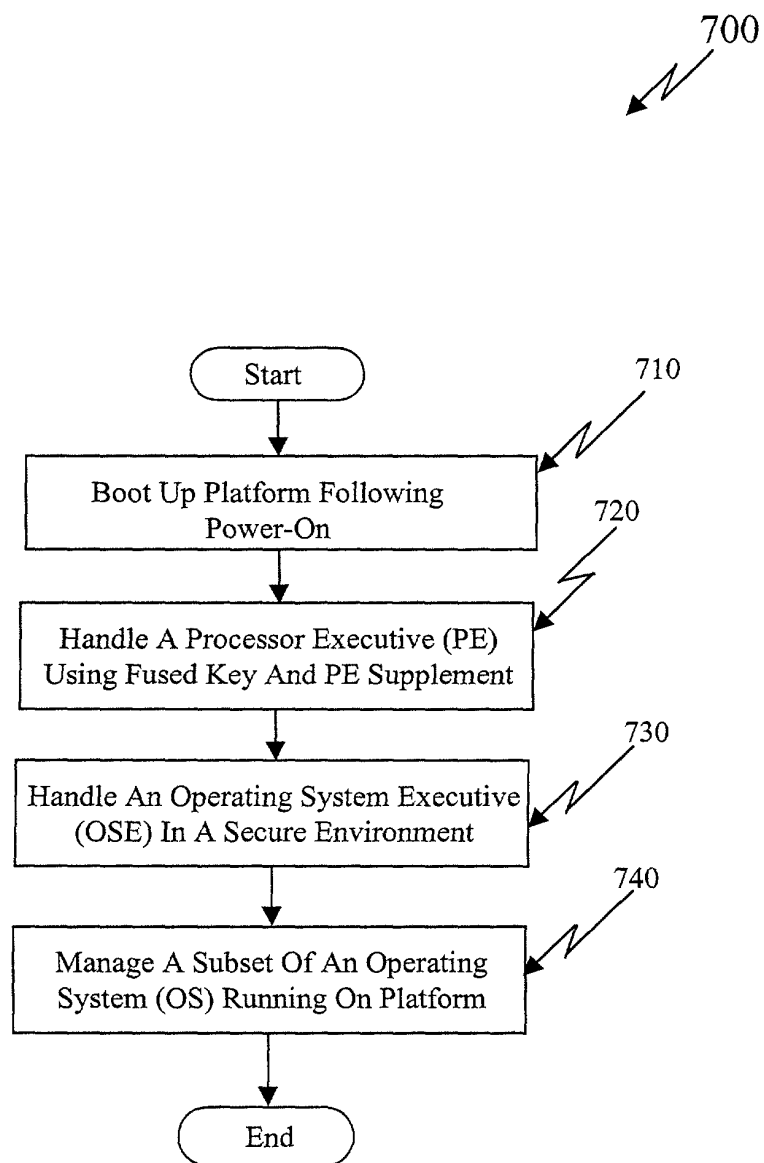 700
Start
710
Boot Up Platform Following
Power-On
720
Handle A Processor Executive (PE)
Using Fused Key And PE Supplement
730
Handle An Operating System Executive
(OSE) In A Secure Environment
740
Manage A Subset Of An Operating
System (OS) Running On Platform
End